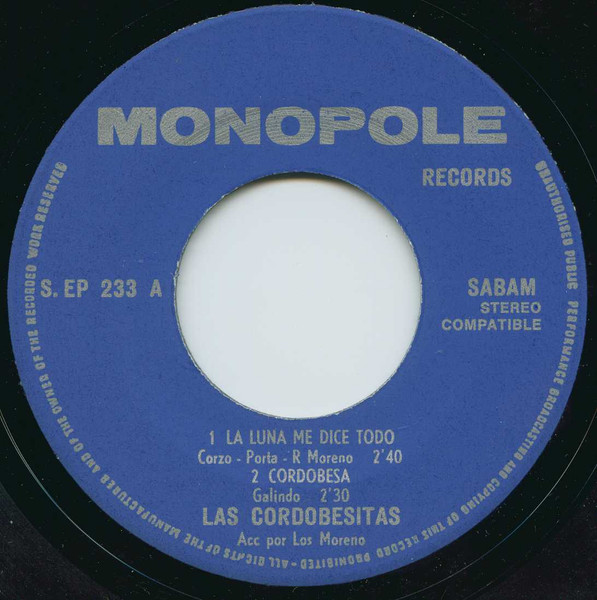 MONOPOLE
RECORDS
S. EP 233 A
SABAM
STEREO
COMPATIBLE
1 LA LUNA ME DICE TODO
Corzo - Porta - R Moreno 2'40
2 CORDOBESA
Galindo 2'30
LAS CORDOBESITAS
Acc por Los Moreno
ALL RIGHTS OF THE MANUFACTURER AND OF THE OWNER OF THE RECORDED WORK RESERVED
UNAUTHORISED PUBLIC PERFORMANCE BROADCASTING AND COPYING OF THIS RECORD PROHIBITED -